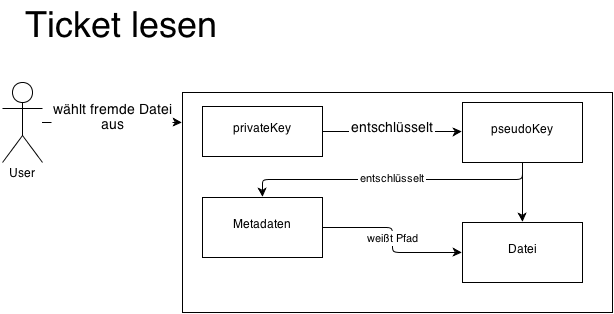 Ticket lesen
wählt fremde Datei
aus
User
privateKey
entschlüsselt
pseudoKey
entschlüsselt
Metadaten
weißt Pfad
Datei